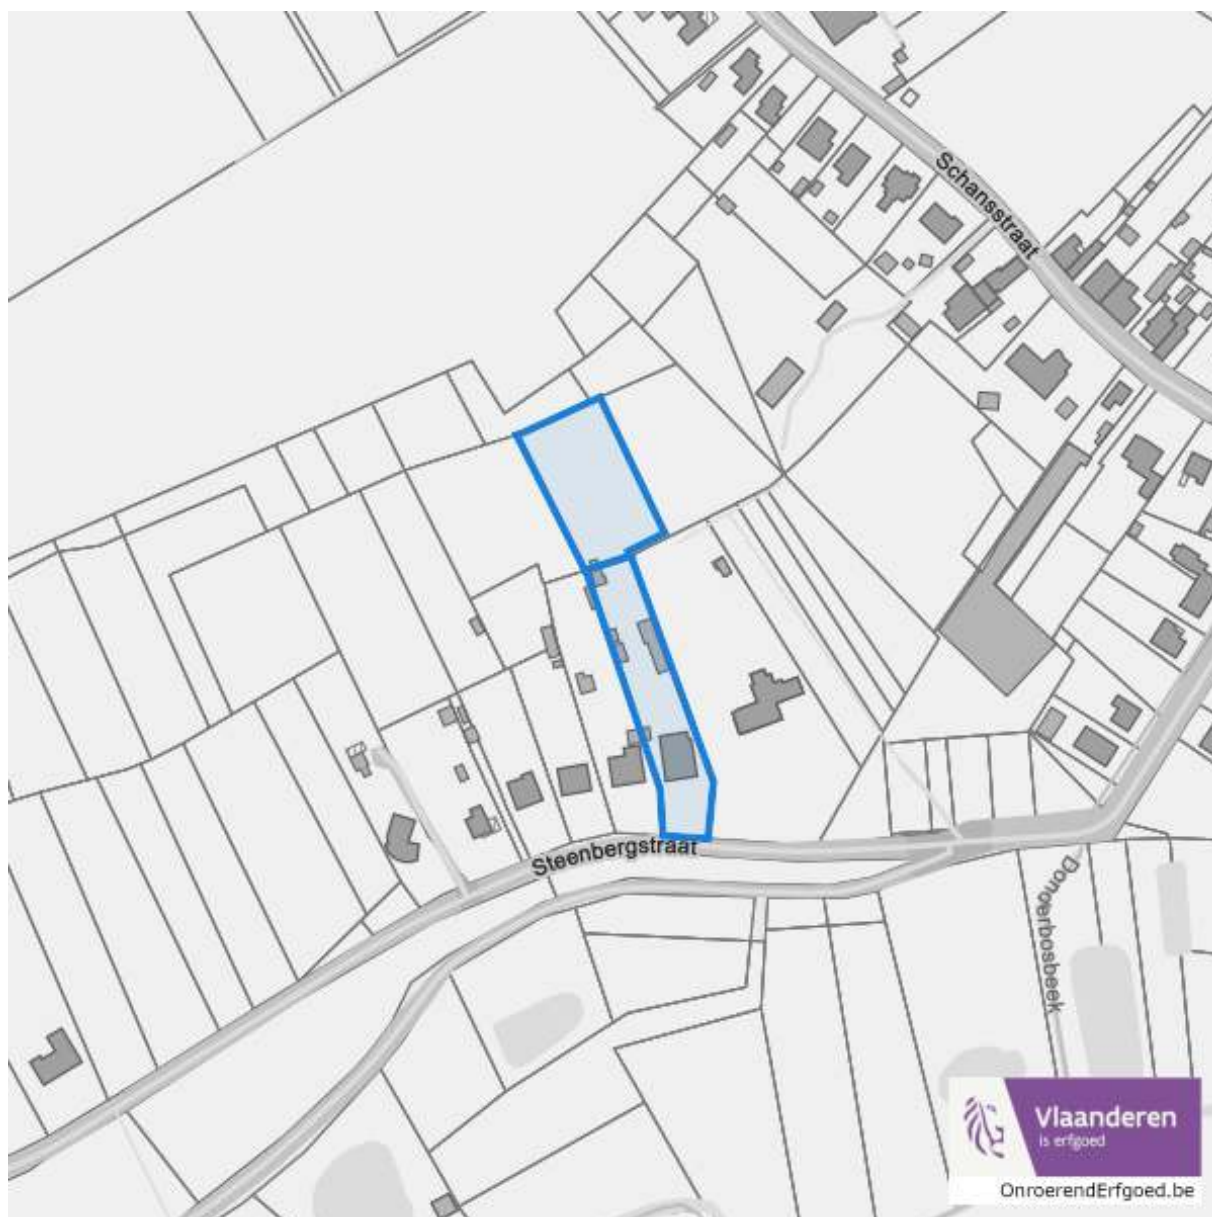 Schansstraat
Steenbergstraat
Donderbosbeek
Vlaanderen
is erfgoed
OnroerendErfgoed.be